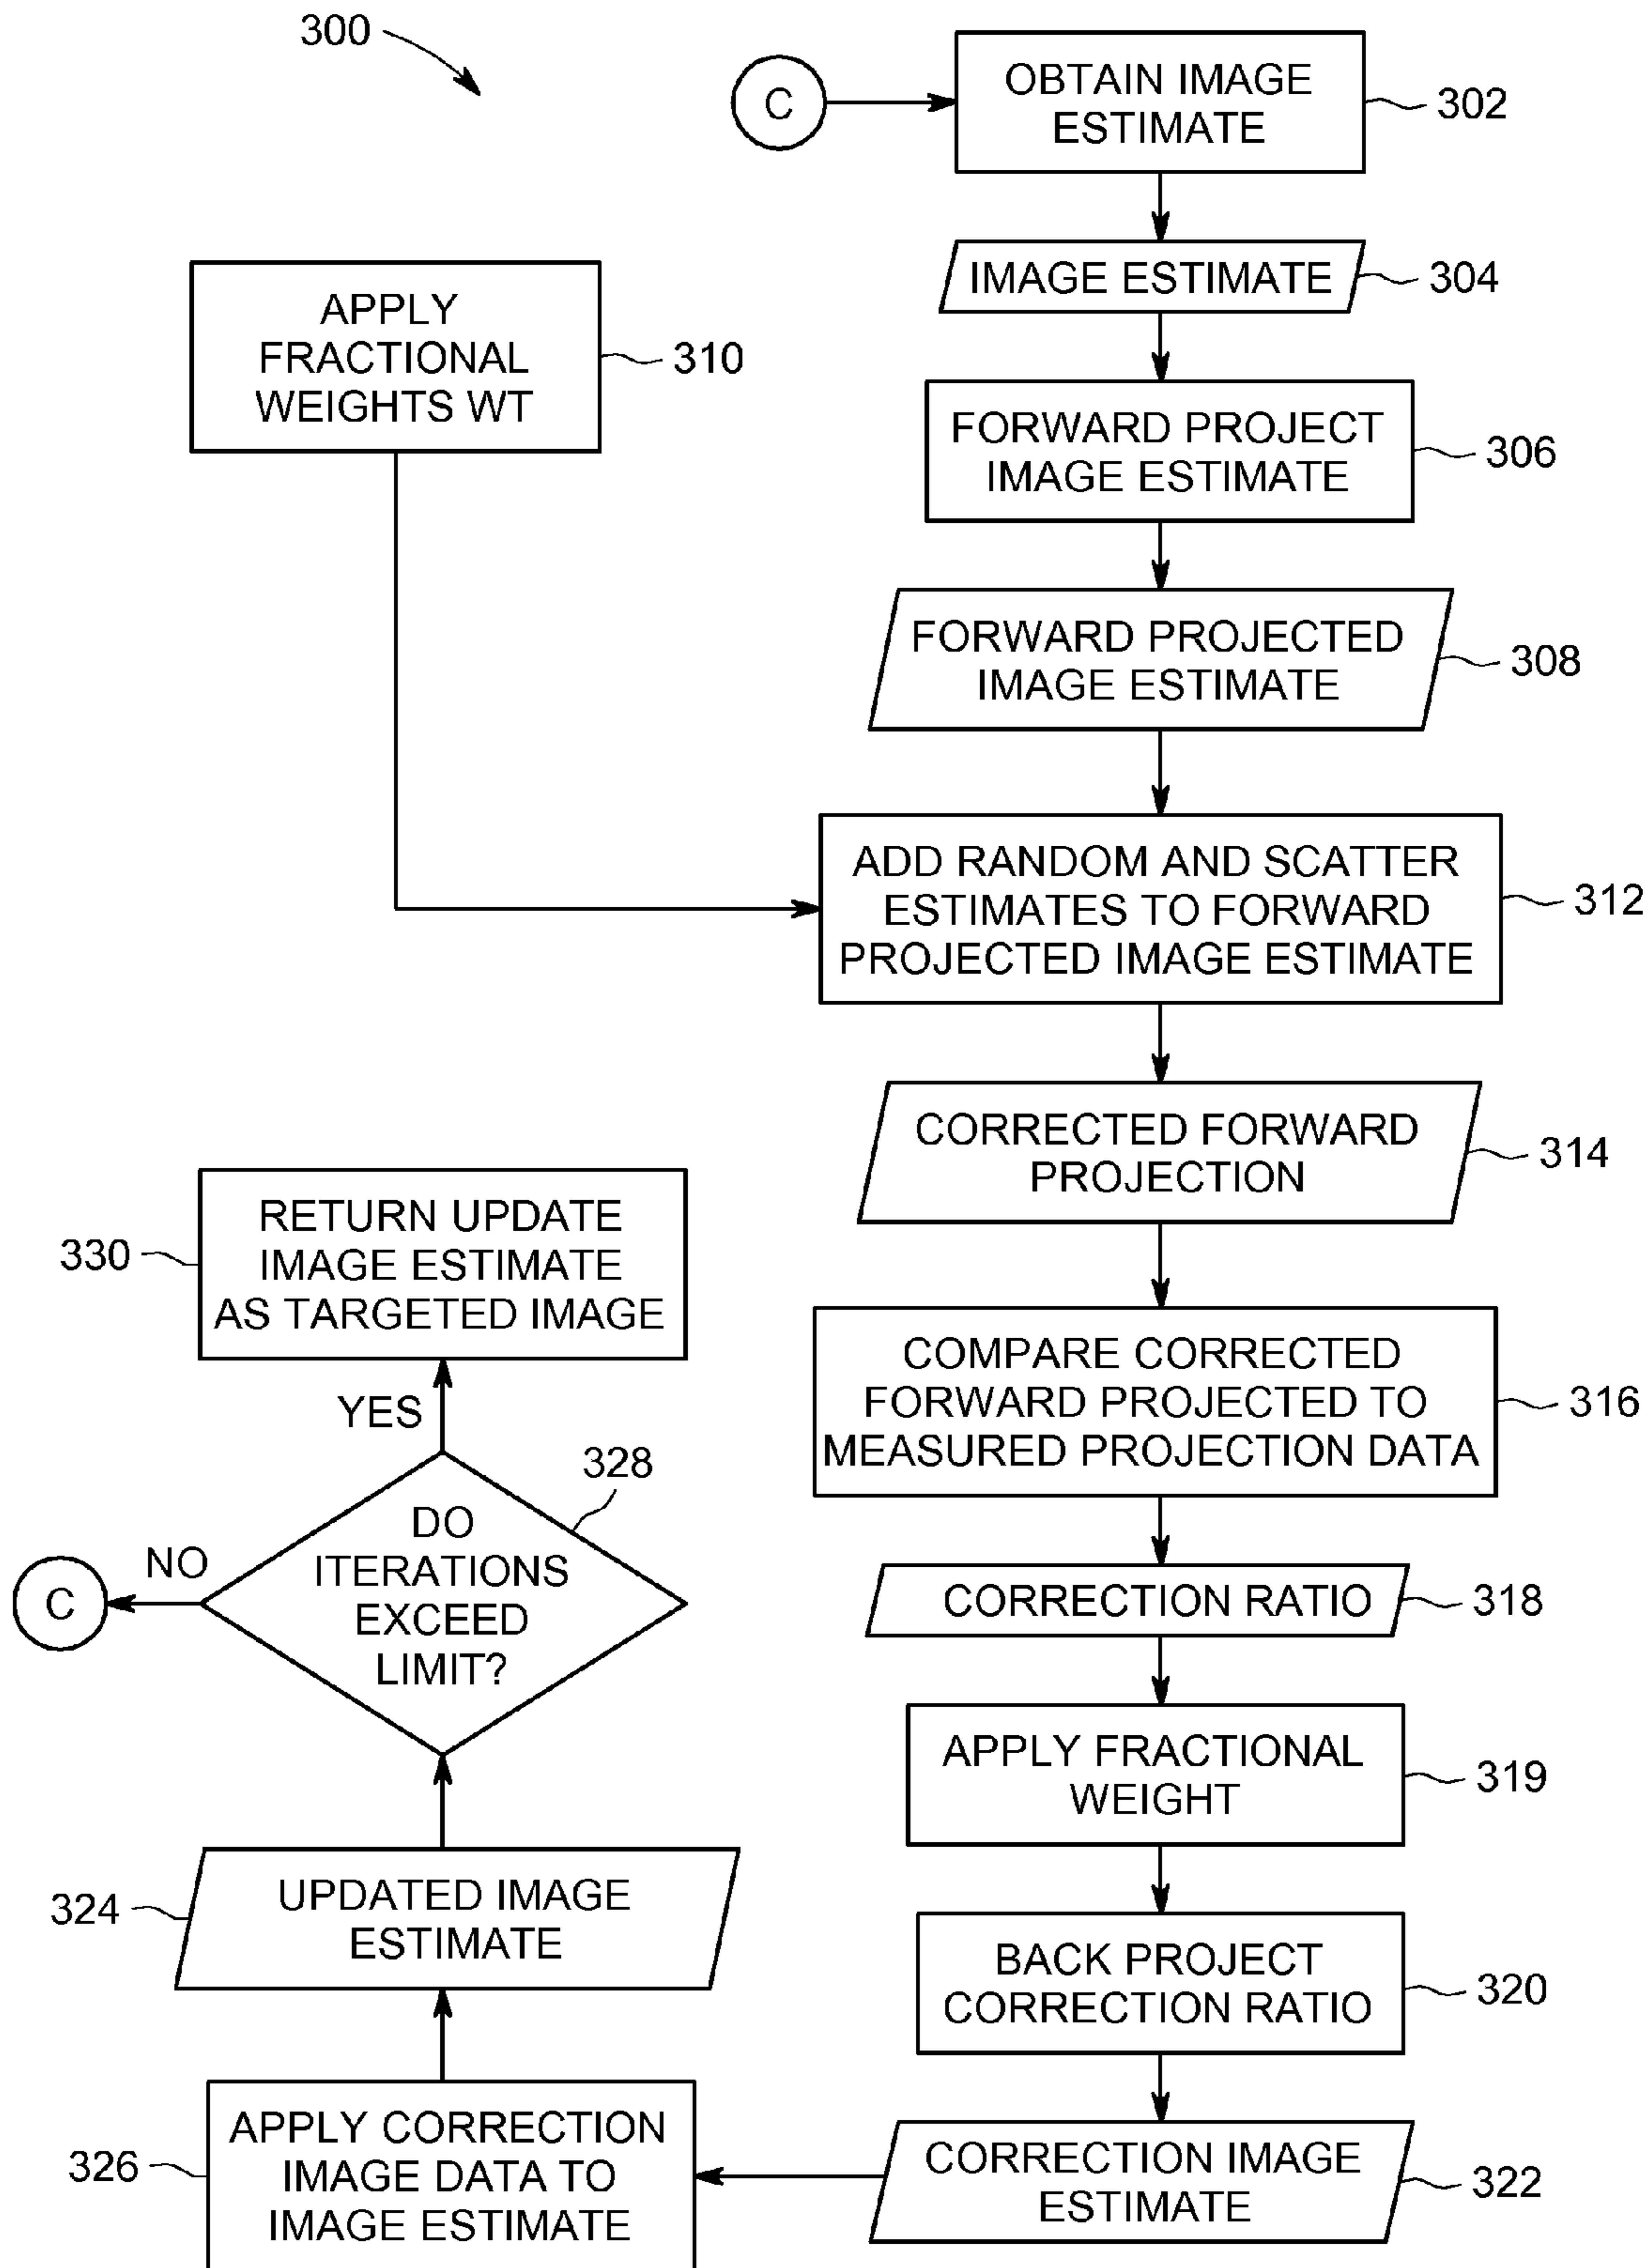 300
C
OBTAIN IMAGE
ESTIMATE
302
IMAGE ESTIMATE
304
APPLY
FRACTIONAL
WEIGHTS WT
310
FORWARD PROJECT
IMAGE ESTIMATE
306
FORWARD PROJECTED
IMAGE ESTIMATE
308
ADD RANDOM AND SCATTER
ESTIMATES TO FORWARD
PROJECTED IMAGE ESTIMATE
312
CORRECTED FORWARD
PROJECTION
314
COMPARE CORRECTED
FORWARD PROJECTED TO
MEASURED PROJECTION DATA
316
CORRECTION RATIO
318
APPLY FRACTIONAL
WEIGHT
319
BACK PROJECT
CORRECTION RATIO
320
CORRECTION IMAGE
ESTIMATE
322
APPLY CORRECTION
IMAGE DATA TO
IMAGE ESTIMATE
326
UPDATED IMAGE
ESTIMATE
324
DO
ITERATIONS
EXCEED
LIMIT?
328
NO
C
YES
RETURN UPDATE
IMAGE ESTIMATE
AS TARGETED IMAGE
330